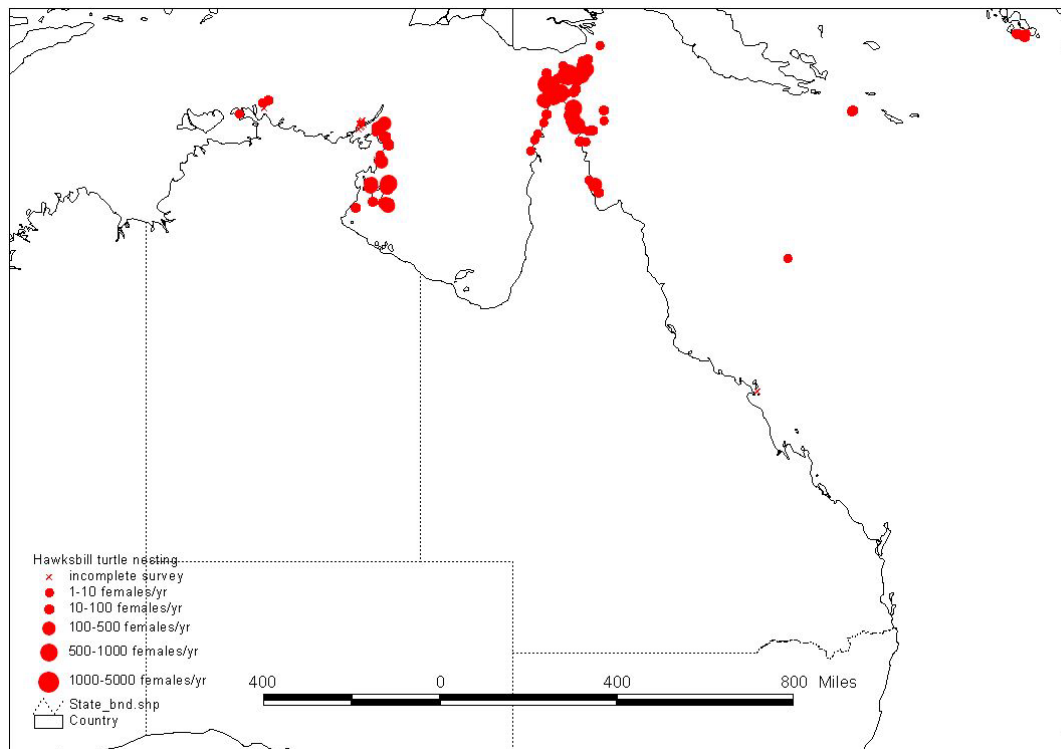 Hawksbill turtle nesting
incomplete survey
1-10 females/yr
10-100 females/yr
100-500 females/yr
500-1000 females/yr
1000-5000 females/yr
State_bnd.shp
Country
400 0 400 800 Miles